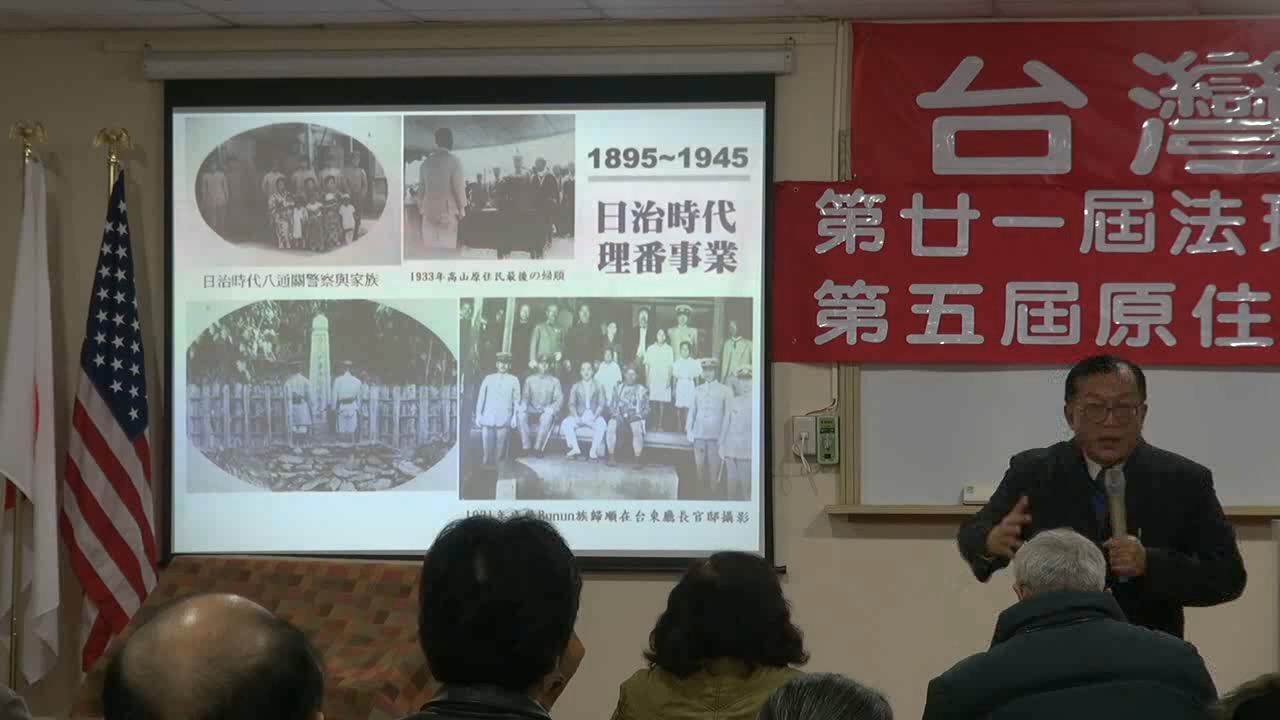 1895~1945
日治時代
理番事業
日治時代八通關警察與家族
1933年高山原住民最後の歸順
Bunun族歸順在台東廳長官邸攝影
台灣
第廿一屆法
第五屆原住